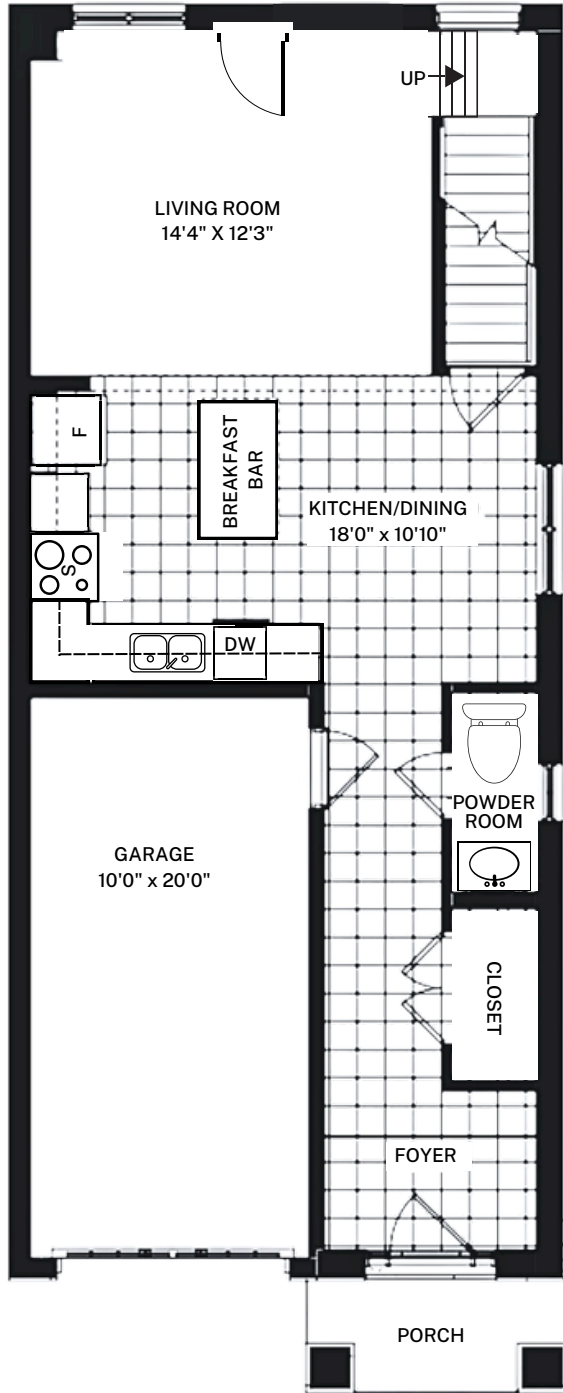 UP
LIVING ROOM
14'4" X 12'3"
F
BREAKFAST
BAR
KITCHEN/DINING
18'0" x 10'10"
S
DW
POWDER
ROOM
GARAGE
10'0" x 20'0"
CLOSET
FOYER
PORCH